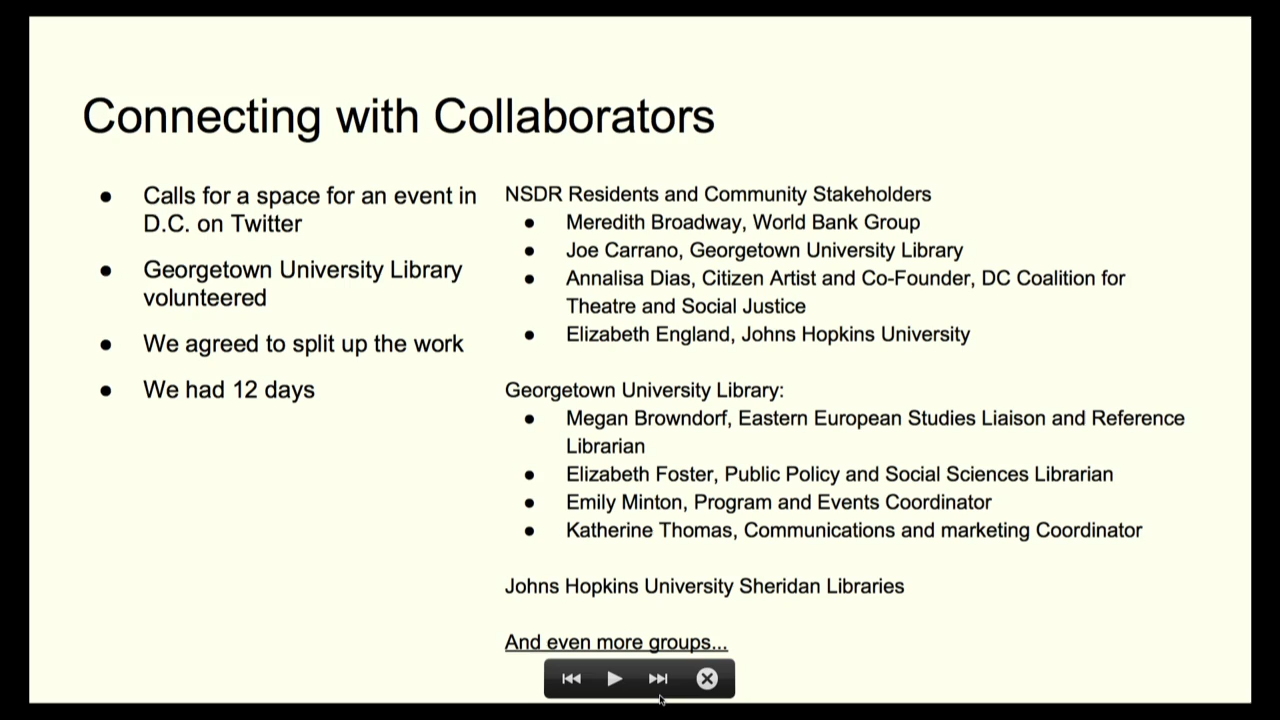 Connecting with Collaborators
● Calls for a space for an event in
D.C. on Twitter
● Georgetown University Library
volunteered
● We agreed to split up the work
● We had 12 days
NSDR Residents and Community Stakeholders
● Meredith Broadway, World Bank Group
● Joe Carrano, Georgetown University Library
● Annalisa Dias, Citizen Artist and Co-Founder, DC Coalition for
Theatre and Social Justice
● Elizabeth England, Johns Hopkins University
Georgetown University Library:
● Megan Browndorf, Eastern European Studies Liaison and Reference
Librarian
● Elizabeth Foster, Public Policy and Social Sciences Librarian
● Emily Minton, Program and Events Coordinator
● Katherine Thomas, Communications and marketing Coordinator
Johns Hopkins University Sheridan Libraries
And even more groups...